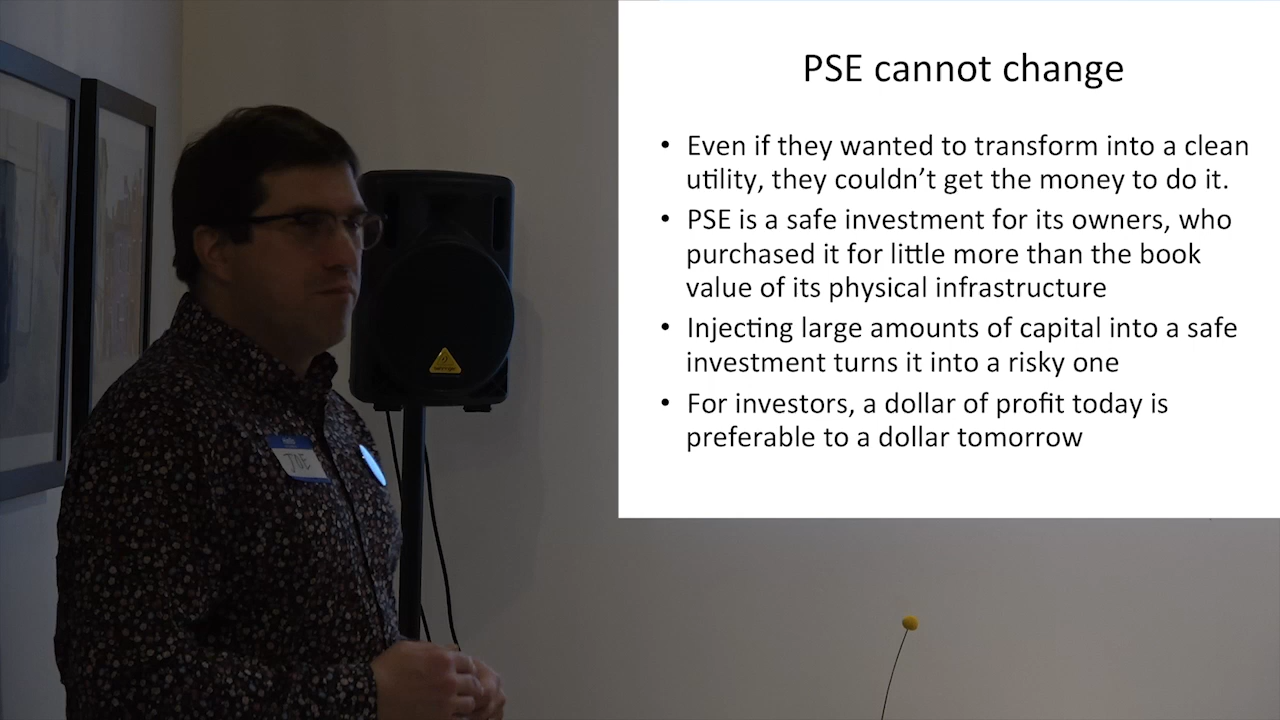 PSE cannot change
• Even if they wanted to transform into a clean
utility, they couldn't get the money to do it.
• PSE is a safe investment for its owners, who
purchased it for little more than the book
value of its physical infrastructure
• Injecting large amounts of capital into a safe
investment turns it into a risky one
• For investors, a dollar of profit today is
preferable to a dollar tomorrow
behringer